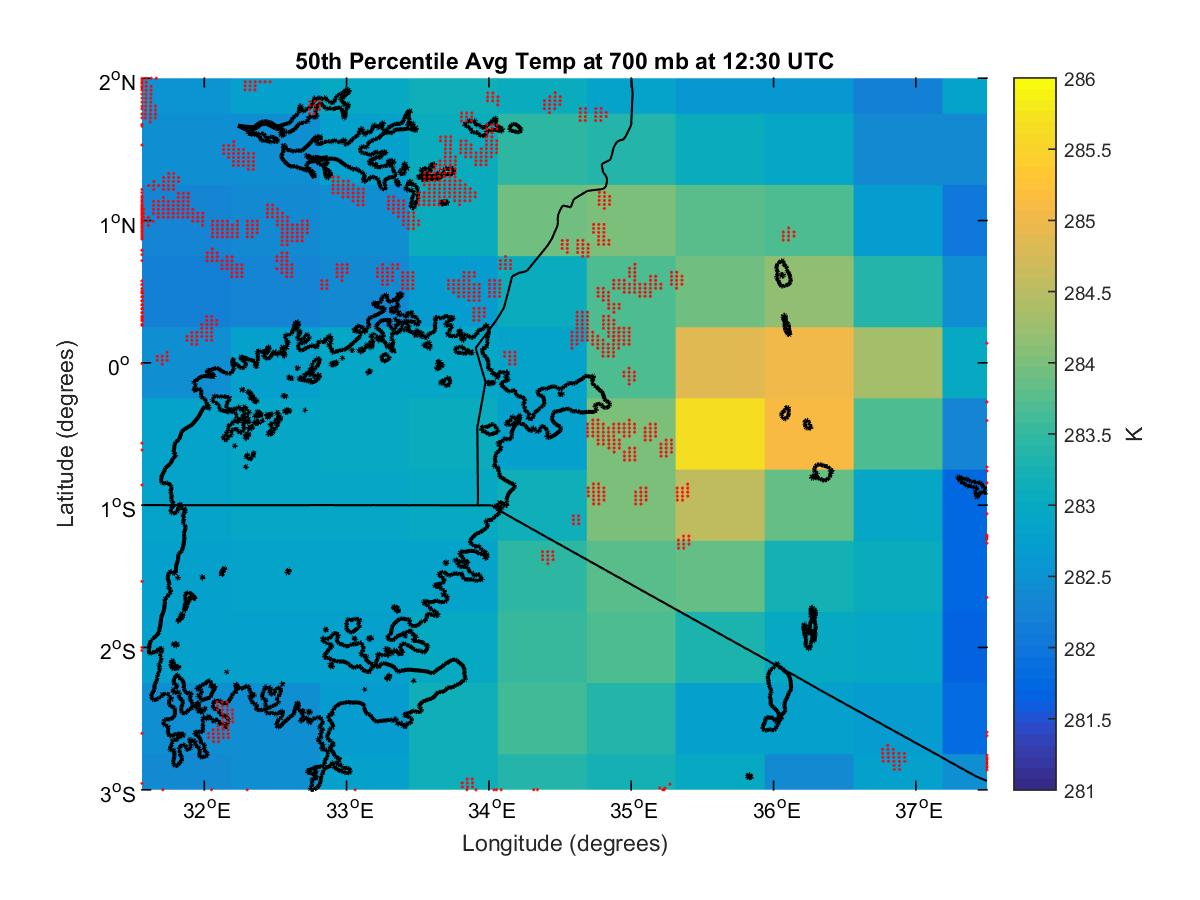 50th Percentile Avg Temp at 700 mb at 12:30 UTC
2°N
1°N
0°
1°S
2°S
3°S
Latitude (degrees)
32°E 33°E 34°E 35°E 36°E 37°E
Longitude (degrees)
286
285.5
285
284.5
284
283.5
283
282.5
282
281.5
281
K